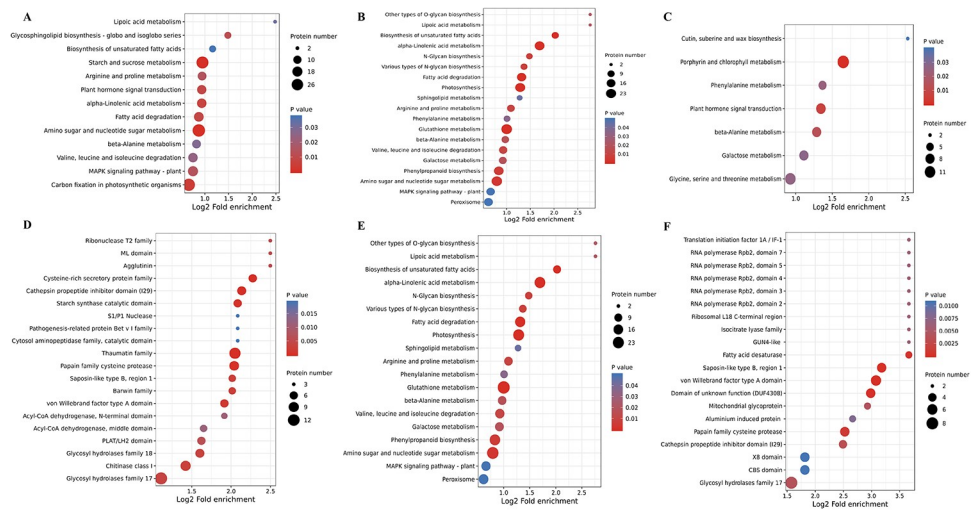 A
Lipoic acid metabolism
Glycosphingolipid biosynthesis - globo and isoglobo series
Biosynthesis of unsaturated fatty acids
Starch and sucrose metabolism
Arginine and proline metabolism
Plant hormone signal transduction
alpha-Linolenic acid metabolism
Fatty acid degradation
Amino sugar and nucleotide sugar metabolism
beta-Alanine metabolism
Valine, leucine and isoleucine degradation
MAPK signaling pathway - plant
Carbon fixation in photosynthetic organisms
1.0 1.5 2.0 2.5
Log2 Fold enrichment
Protein number
2
10
18
26
P value
0.03
0.02
0.01
B
Other types of O-glycan biosynthesis
Lipoic acid metabolism
Biosynthesis of unsaturated fatty acids
alpha-Linolenic acid metabolism
N-Glycan biosynthesis
Various types of N-glycan biosynthesis
Fatty acid degradation
Photosynthesis
Sphingolipid metabolism
Arginine and proline metabolism
Phenylalanine metabolism
Glutathione metabolism
beta-Alanine metabolism
Valine, leucine and isoleucine degradation
Galactose metabolism
Phenylpropanoid biosynthesis
Amino sugar and nucleotide sugar metabolism
MAPK signaling pathway - plant
Peroxisome
1.0 1.5 2.0 2.5
Log2 Fold enrichment
Protein number
2
9
16
23
P value
0.04
0.03
0.02
0.01
C
Cutin, suberine and wax biosynthesis
Porphyrin and chlorophyll metabolism
Phenylalanine metabolism
Plant hormone signal transduction
beta-Alanine metabolism
Galactose metabolism
Glycine, serine and threonine metabolism
1.0 1.5 2.0 2.5
Log2 Fold enrichment
P value
0.03
0.02
0.01
Protein number
2
5
8
11
D
Ribonuclease T2 family
ML domain
Agglutinin
Cysteine-rich secretory protein family
Cathepsin propeptide inhibitor domain (I29)
Starch synthase catalytic domain
S1/P1 Nuclease
Pathogenesis-related protein Bet v I family
Cytosol aminopeptidase family, catalytic domain
Thaumatin family
Papain family cysteine protease
Saposin-like type B, region 1
Barwin family
von Willebrand factor type A domain
Acyl-CoA dehydrogenase, N-terminal domain
Acyl-CoA dehydrogenase, middle domain
PLAT/LH2 domain
Glycosyl hydrolases family 18
Chitinase class I
Glycosyl hydrolases family 17
1.5 2.0 2.5
Log2 Fold enrichment
P value
0.015
0.010
0.005
Protein number
3
6
9
12
E
Other types of O-glycan biosynthesis
Lipoic acid metabolism
Biosynthesis of unsaturated fatty acids
alpha-Linolenic acid metabolism
N-Glycan biosynthesis
Various types of N-glycan biosynthesis
Fatty acid degradation
Photosynthesis
Sphingolipid metabolism
Arginine and proline metabolism
Phenylalanine metabolism
Glutathione metabolism
beta-Alanine metabolism
Valine, leucine and isoleucine degradation
Galactose metabolism
Phenylpropanoid biosynthesis
Amino sugar and nucleotide sugar metabolism
MAPK signaling pathway - plant
Peroxisome
1.0 1.5 2.0 2.5
Log2 Fold enrichment
Protein number
2
9
16
23
P value
0.04
0.03
0.02
0.01
F
Translation initiation factor 1A / IF-1
RNA polymerase Rpb2, domain 7
RNA polymerase Rpb2, domain 5
RNA polymerase Rpb2, domain 4
RNA polymerase Rpb2, domain 3
RNA polymerase Rpb2, domain 2
Ribosomal L18 C-terminal region
Isocitrate lyase family
GUN4-like
Fatty acid desaturase
Saposin-like type B, region 1
von Willebrand factor type A domain
Domain of unknown function (DUF4308)
Mitochondrial glycoprotein
Aluminium induced protein
Papain family cysteine protease
Cathepsin propeptide inhibitor domain (I29)
X8 domain
CBS domain
Glycosyl hydrolases family 17
1.5 2.0 2.5 3.0 3.5
Log2 Fold enrichment
P value
0.0100
0.0075
0.0050
0.0025
Protein number
2
4
6
8